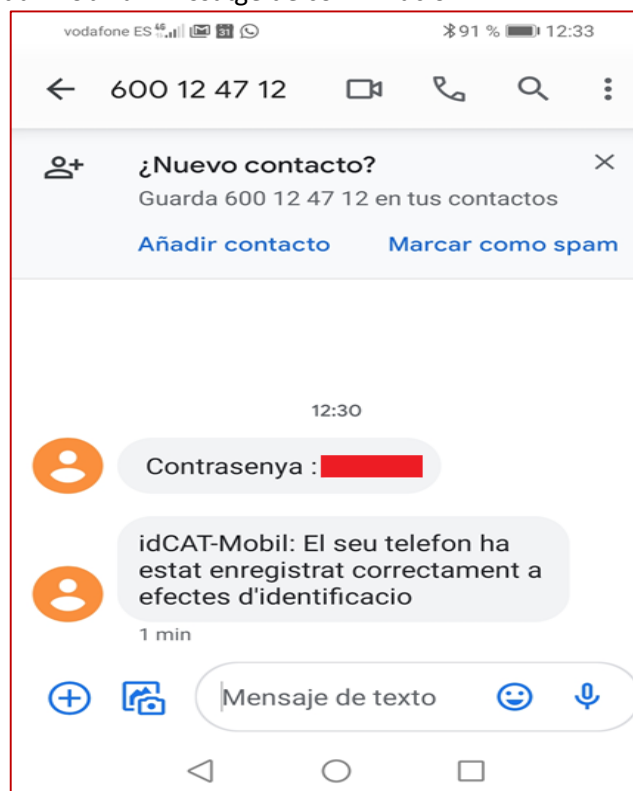 vodafone ES 91 % 12:33
600 12 47 12
¿Nuevo contacto?
Guarda 600 12 47 12 en tus contactos
Añadir contacto Marcar como spam
12:30
Contrasenya :
idCAT-Mobil: El seu telefon ha
estat enregistrat correctament a
efectes d'identificacio
1 min
Mensaje de texto